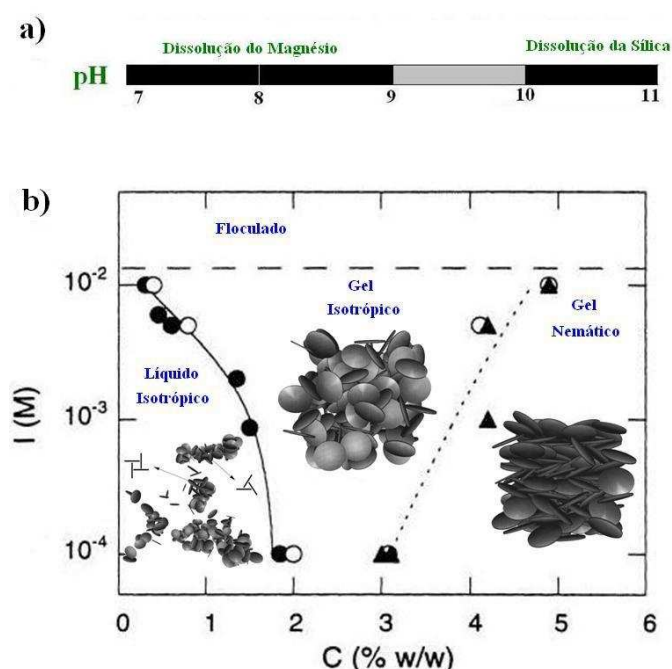 a)
Dissolução do Magnésio
Dissolução da Sílica
pH
7 8 9 10 11
b)
Floculado
10⁻²
Gel
Isotrópico
Gel
Nemático
Líquido
Isotrópico
I (M)
10⁻³
10⁻⁴
0 1 2 3 4 5 6
C (% w/w)